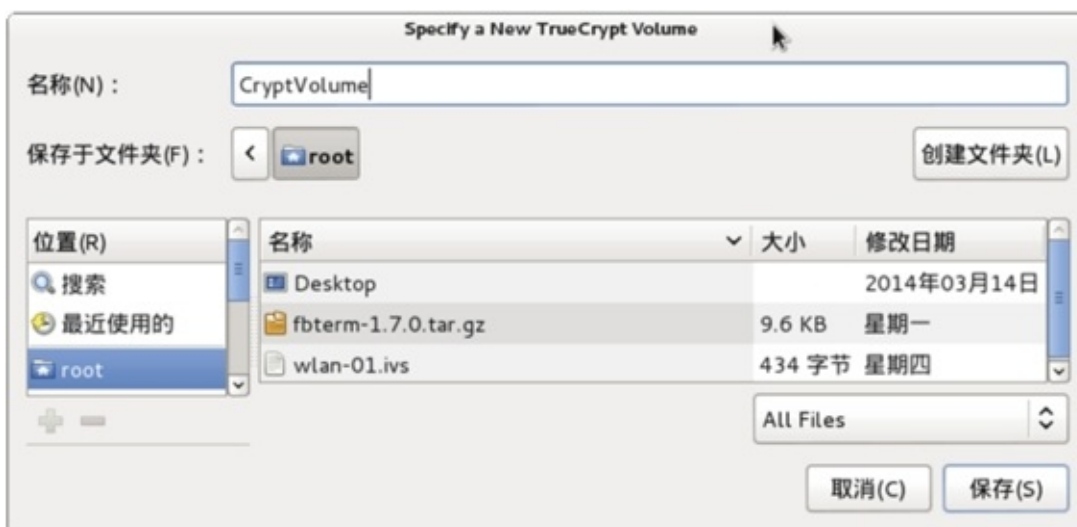 Specify a New TrueCrypt Volume
名称(N)： CryptVolume
保存于文件夹(F)： < root 创建文件夹(L)
位置(R) 名称 大小 修改日期
搜索 Desktop 2014年03月14日
最近使用的 fbterm-1.7.0.tar.gz 9.6 KB 星期一
root wlan-01.ivs 434 字节 星期四
All Files
取消(C) 保存(S)